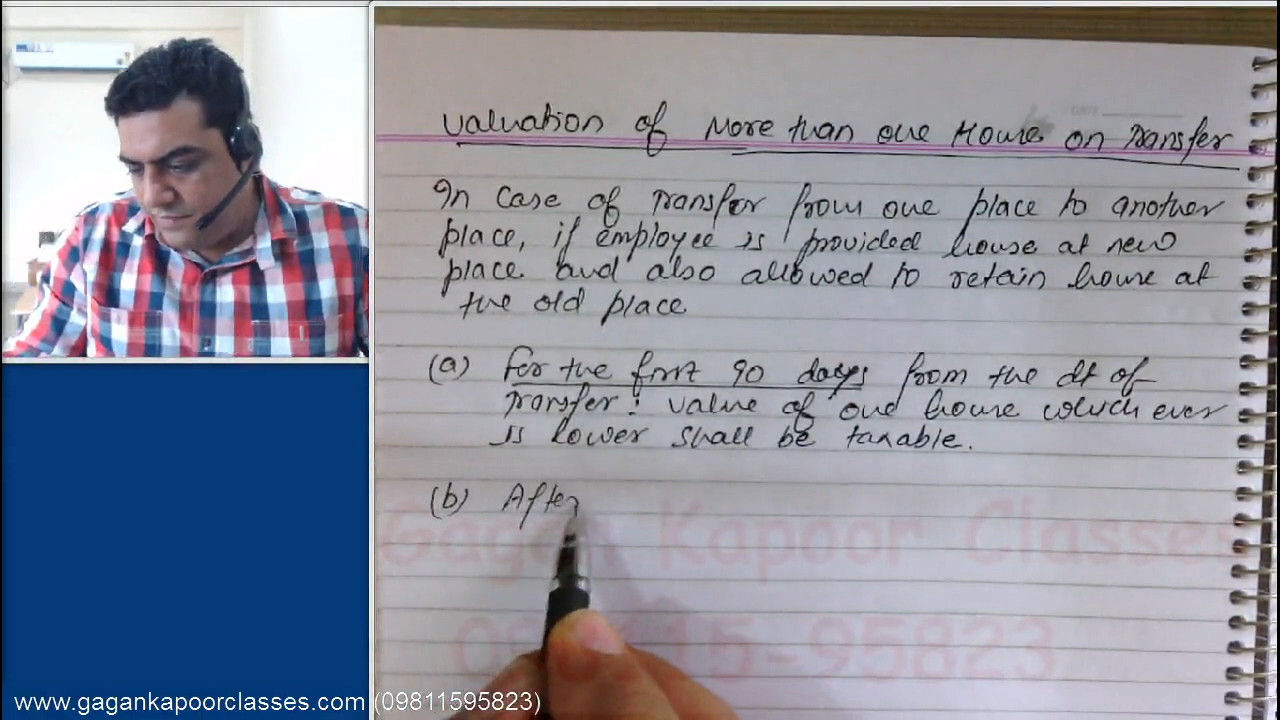 Valuation of More than one House on Transfer
In case of Transfer from one place to another
place, if employee is provided house at new
place and also allowed to retain house at
the old place
(a) for the first 90 days from the dt of
Transfer: value of one house which ever
is lower shall be taxable.
(b) After
Gagan Kapoor Classes
15-95823
www.gagankapoorclasses.com (09811595823)